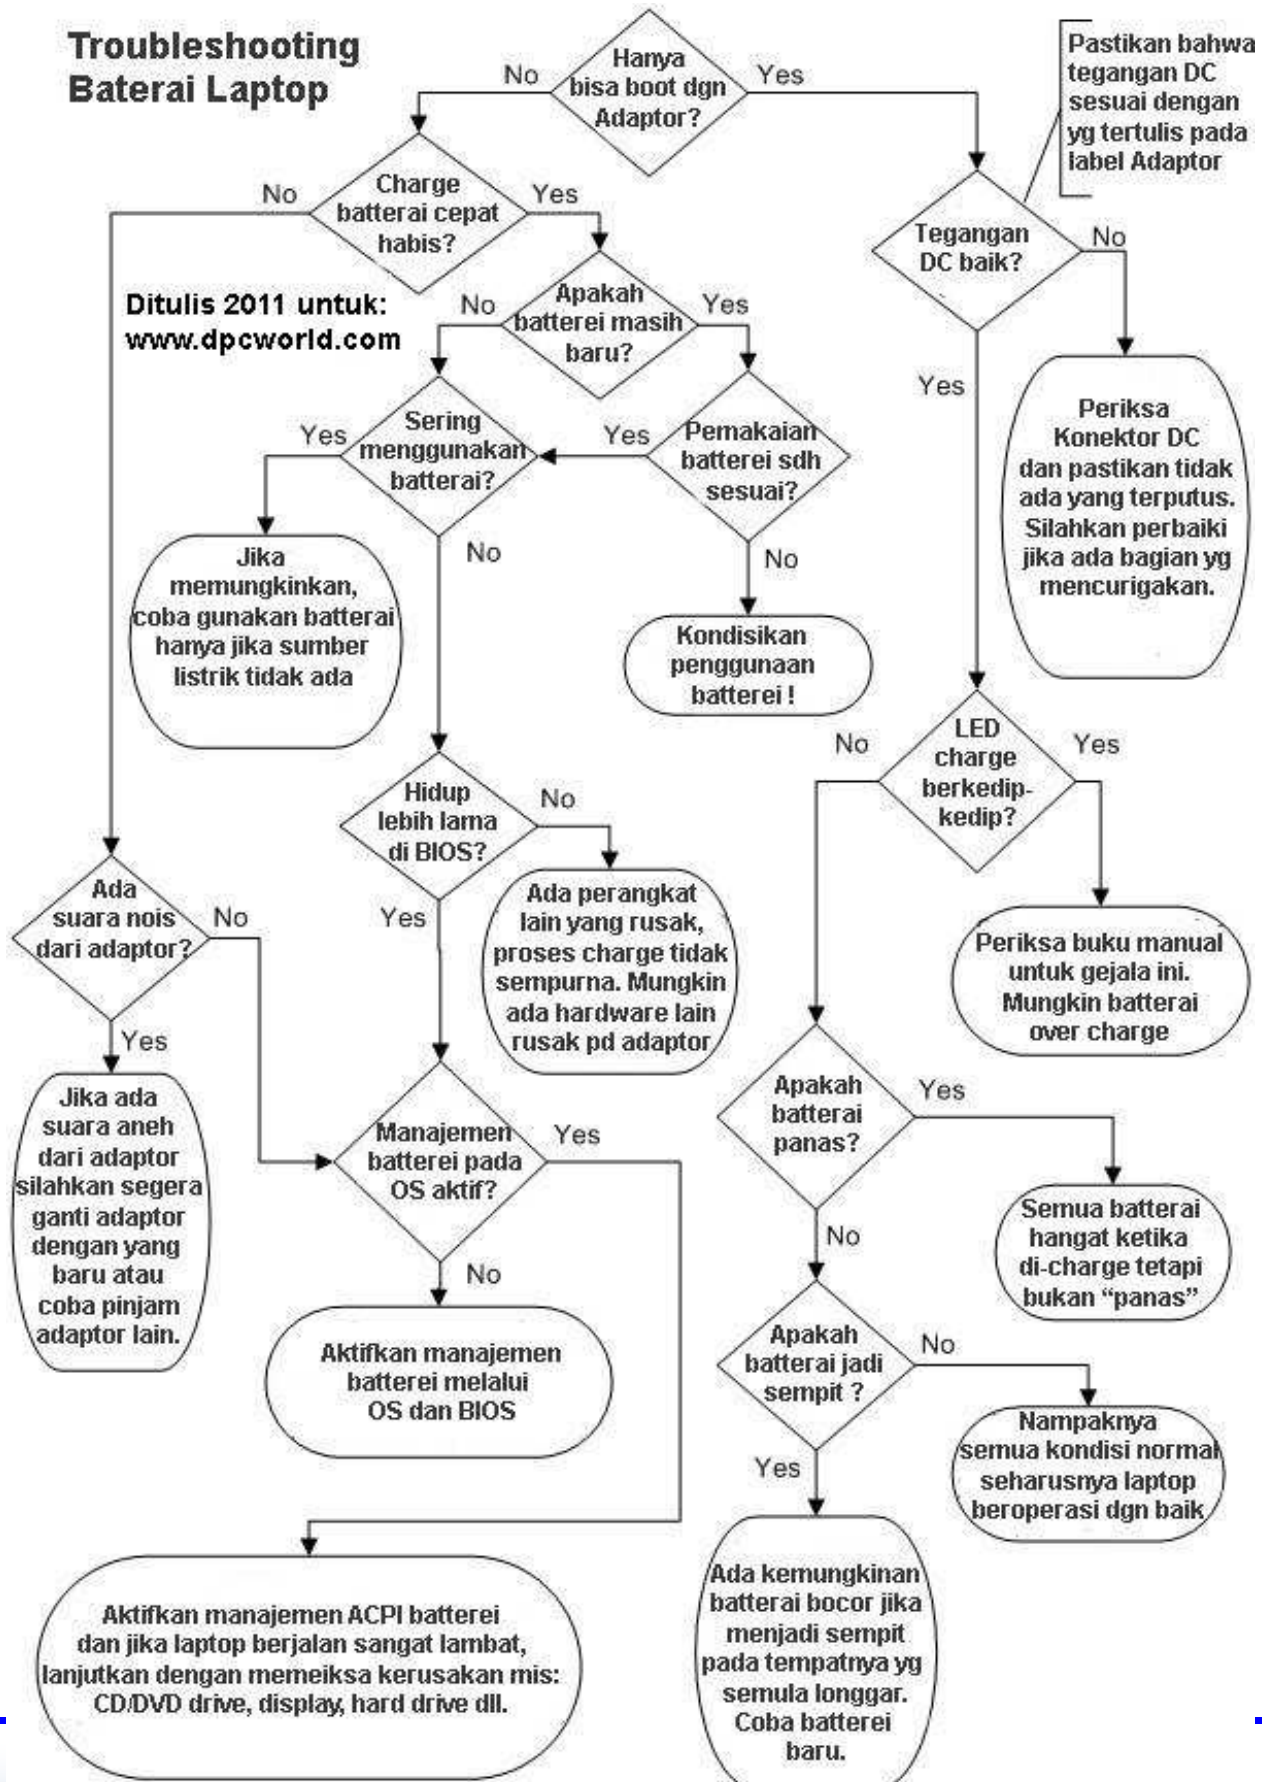 Troubleshooting
Baterai Laptop
Hanya
bisa boot dgn
Adaptor?
No
Yes
Pastikan bahwa
tegangan DC
sesuai dengan
yg tertulis pada
label Adaptor
Charge
batterai cepat
habis?
No
Yes
Tegangan
DC baik?
No
Yes
Ditulis 2011 untuk:
www.dpcworld.com
Apakah
batterei masih
baru?
No
Yes
Periksa
Konektor DC
dan pastikan tidak
ada yang terputus.
Silahkan perbaiki
jika ada bagian yg
mencurigakan.
Sering
menggunakan
batterai?
Yes
No
Pemakaian
batterei sdh
sesuai?
Yes
No
Jika
memungkinkan,
coba gunakan batterai
hanya jika sumber
listrik tidak ada
Kondisikan
penggunaan
batterei !
LED
charge
berkedip-
kedip?
No
Yes
Hidup
lebih lama
di BIOS?
No
Yes
Ada perangkat
lain yang rusak,
proses charge tidak
sempurna. Mungkin
ada hardware lain
rusak pd adaptor
Periksa buku manual
untuk gejala ini.
Mungkin batterai
over charge
Ada
suara nois
dari adaptor?
No
Yes
Jika ada
suara aneh
dari adaptor
silahkan segera
ganti adaptor
dengan yang
baru atau
coba pinjam
adaptor lain.
Manajemen
batterei pada
OS aktif?
Yes
No
Apakah
batterai
panas?
Yes
No
Semua batterai
hangat ketika
di-charge tetapi
bukan “panas”
Aktifkan manajemen
batterei melalui
OS dan BIOS
Apakah
batterai jadi
sempit ?
No
Yes
Nampaknya
semua kondisi normal
seharusnya laptop
beroperasi dgn baik
Aktifkan manajemen ACPI batterei
dan jika laptop berjalan sangat lambat,
lanjutkan dengan memeiksa kerusakan mis:
CD/DVD drive, display, hard drive dll.
Ada kemungkinan
batterai bocor jika
menjadi sempit
pada tempatnya yg
semula longgar.
Coba batterei
baru.